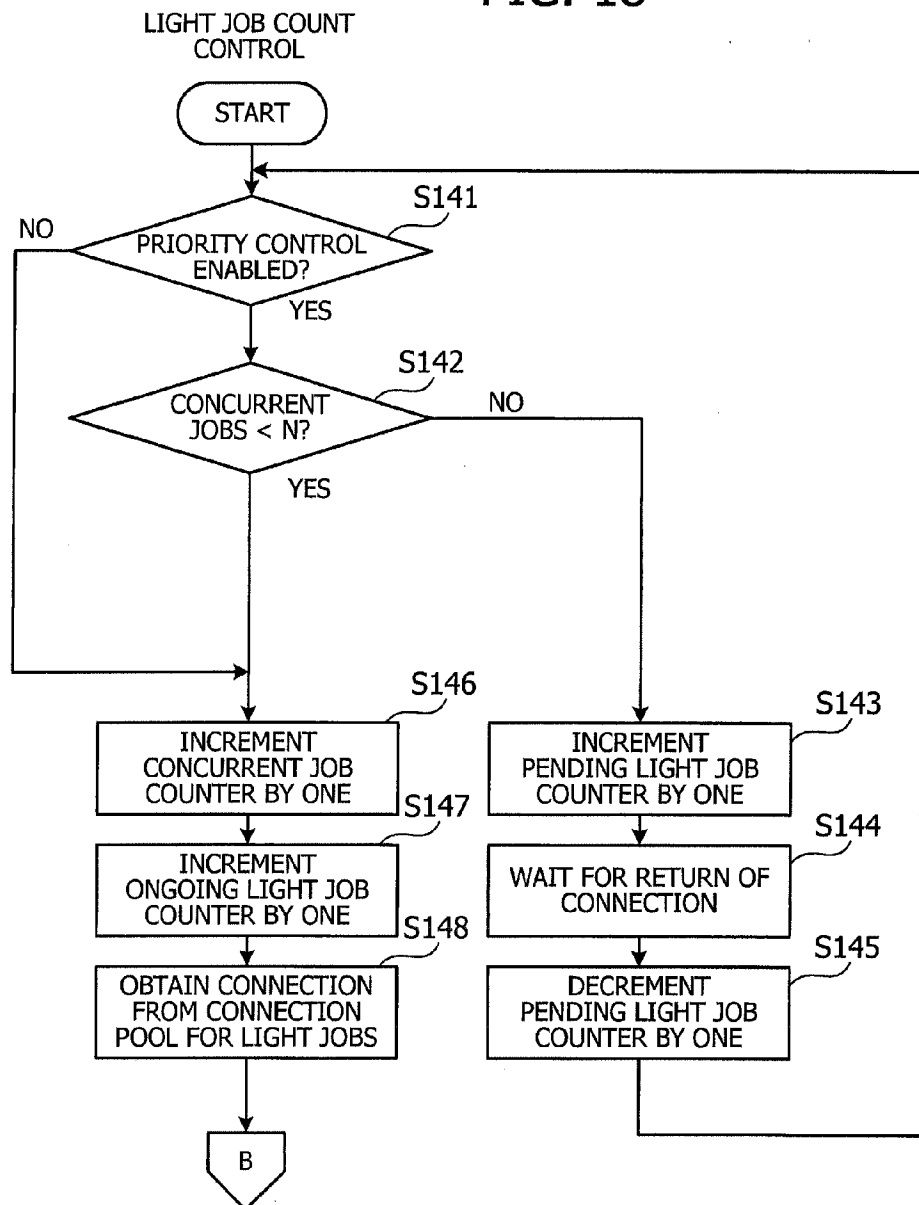 LIGHT JOB COUNT
CONTROL
START
S141
NO
PRIORITY CONTROL
ENABLED?
YES
S142
CONCURRENT
JOBS < N?
NO
YES
S146
INCREMENT
CONCURRENT JOB
COUNTER BY ONE
S147
INCREMENT
ONGOING LIGHT JOB
COUNTER BY ONE
S148
OBTAIN CONNECTION
FROM CONNECTION
POOL FOR LIGHT JOBS
B
S143
INCREMENT
PENDING LIGHT JOB
COUNTER BY ONE
S144
WAIT FOR RETURN OF
CONNECTION
S145
DECREMENT
PENDING LIGHT JOB
COUNTER BY ONE